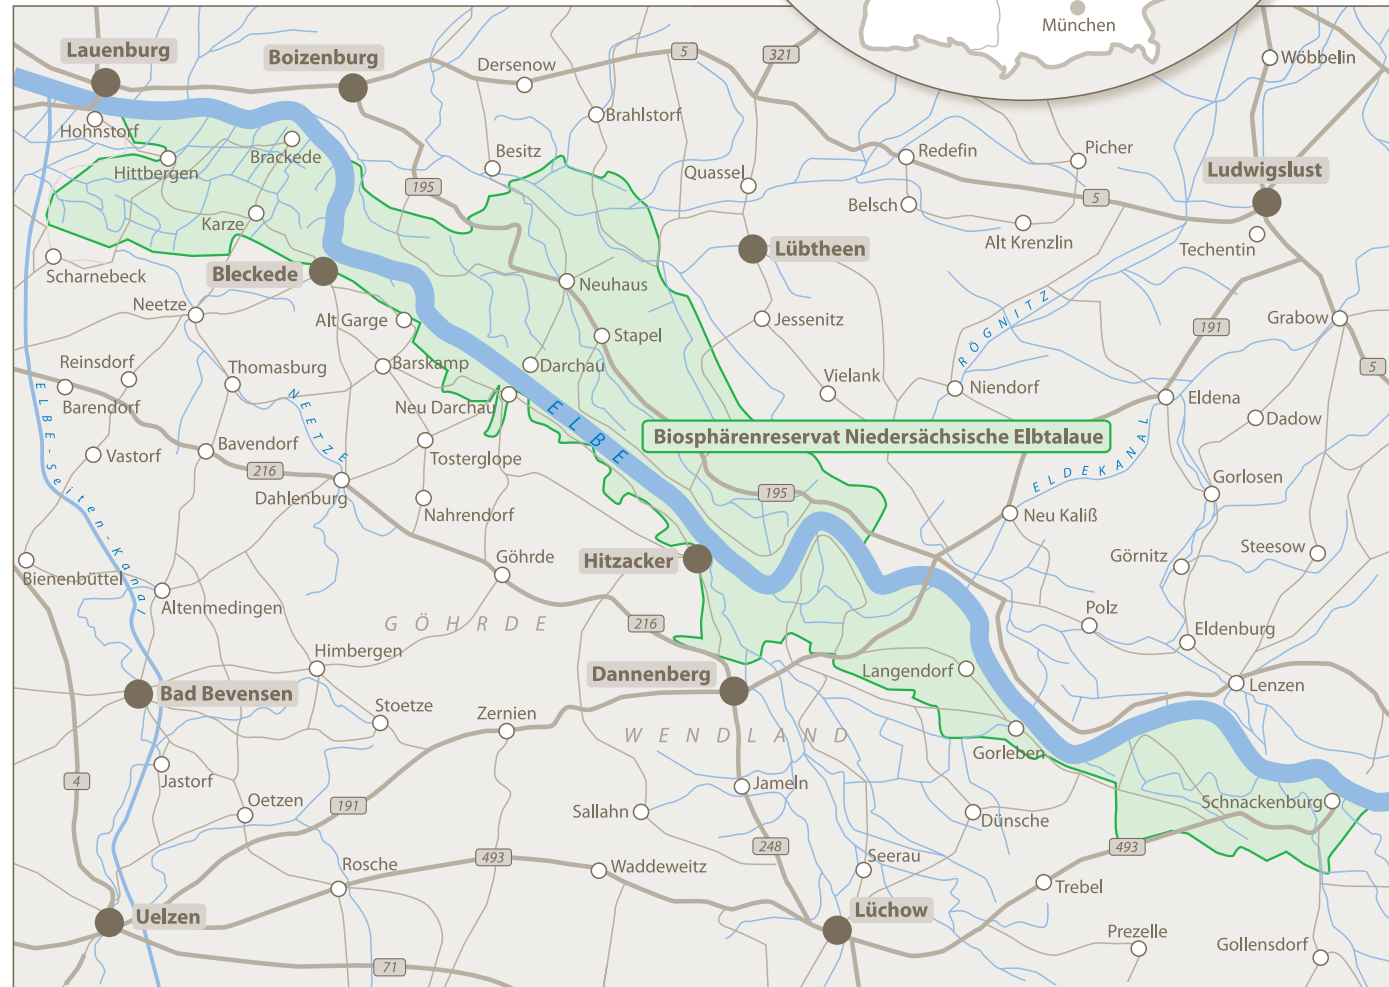 München
Lauenburg
Boizenburg
5
321
Wöbbelin
Dersenow
Brahlstorf
Hohnstorf
Brackede
Besitz
Redefin
Picher
Hittbergen
Quassel
Ludwigslust
195
5
Belsch
Karze
Alt Krenzlin
Techentin
Lübtheen
Scharnebeck
Bleckede
Neetze
Neuhaus
RÖGNITZ
Alt Garge
Jessenitz
191
Grabow
Stapel
Reinsdorf
Thomasburg
Barskamp
Darchau
5
Vielank
Niendorf
ELBE-Seiten-Kanal
Barendorf
NEETZE
Neu Darchau
ELBE
Eldena
Dadow
Biosphärenreservat Niedersächsische Elbtalaue
Vastorf
Bavendorf
Tosterglope
216
ELDEKANAL
Gorlosen
Dahlenburg
195
Nahrendorf
Neu Kaliß
Göhrde
Hitzacker
Görnitz
Steesow
Bienenbüttel
Altenmedingen
GÖHRDE
216
Polz
Eldenburg
Himbergen
Dannenberg
Langendorf
Bad Bevensen
Lenzen
Stoetze
Zernien
WENDLAND
Gorleben
4
Jastorf
Jameln
Oetzen
191
Sallahn
Schnackenburg
Dünsche
248
493
Rosche
493
Waddeweitz
Seerau
Trebel
Uelzen
Lüchow
Prezelle
Gollensdorf
71